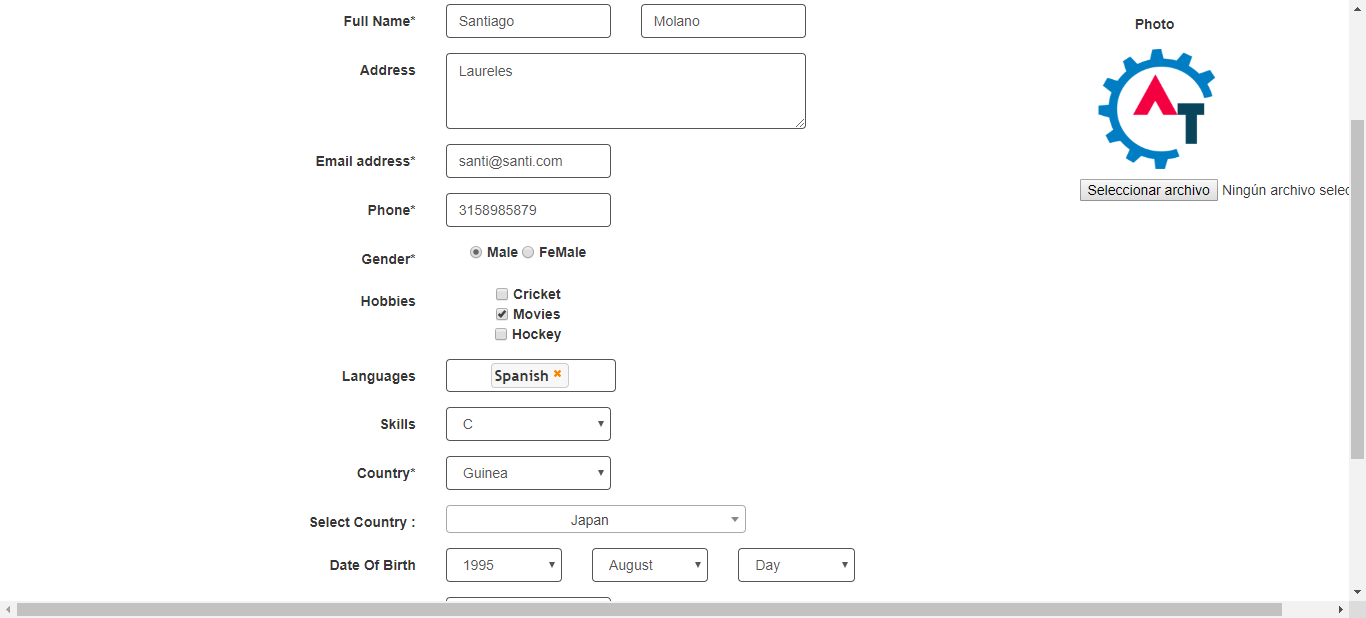 Full Name* Santiago Molano
Photo
Address Laureles
AT
Email address* santi@santi.com
Seleccionar archivo Ningún archivo selec
Phone* 3158985879
Gender* Male FeMale
Hobbies Cricket
Movies
Hockey
Languages Spanish
Skills C
Country* Guinea
Select Country : Japan
Date Of Birth 1995 August Day